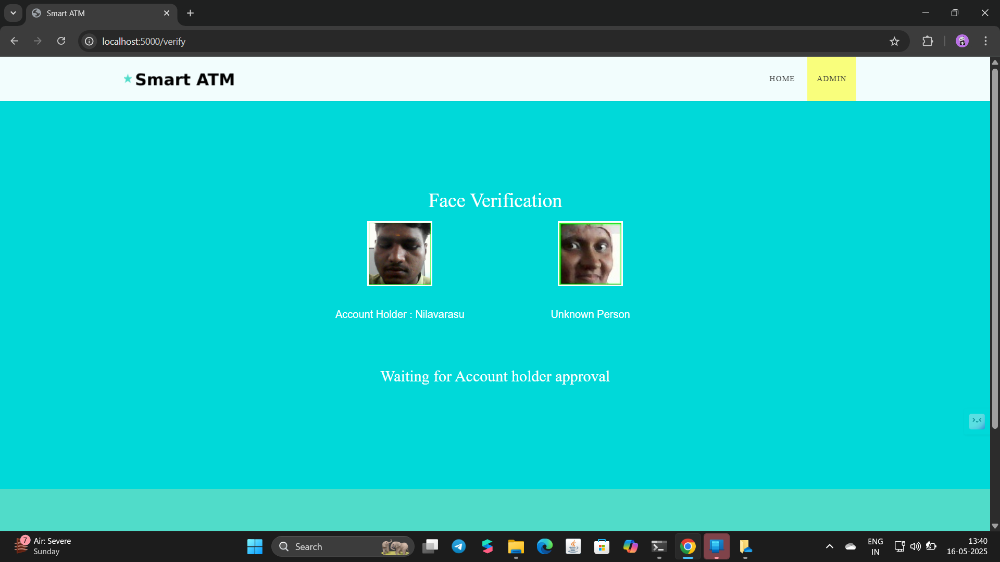 Smart ATM
localhost:5000/verify
Smart ATM
HOME
ADMIN
Face Verification
Account Holder : Nilavarasu
Unknown Person
Waiting for Account holder approval
7
Air: Severe
Sunday
Search
ENG
IN
13:40
16-05-2025